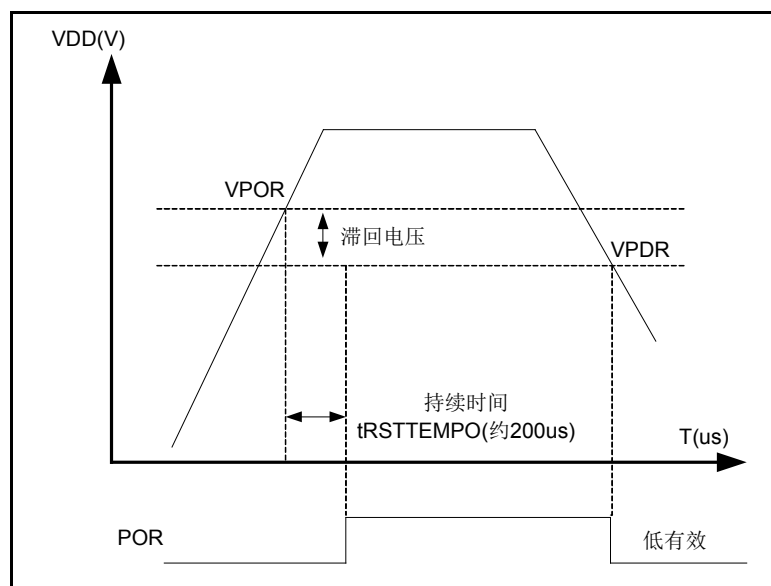 VDD(V)
VPOR
滞回电压
VPDR
持续时间
tRSTTEMPO(约200us)
T(us)
POR
低有效